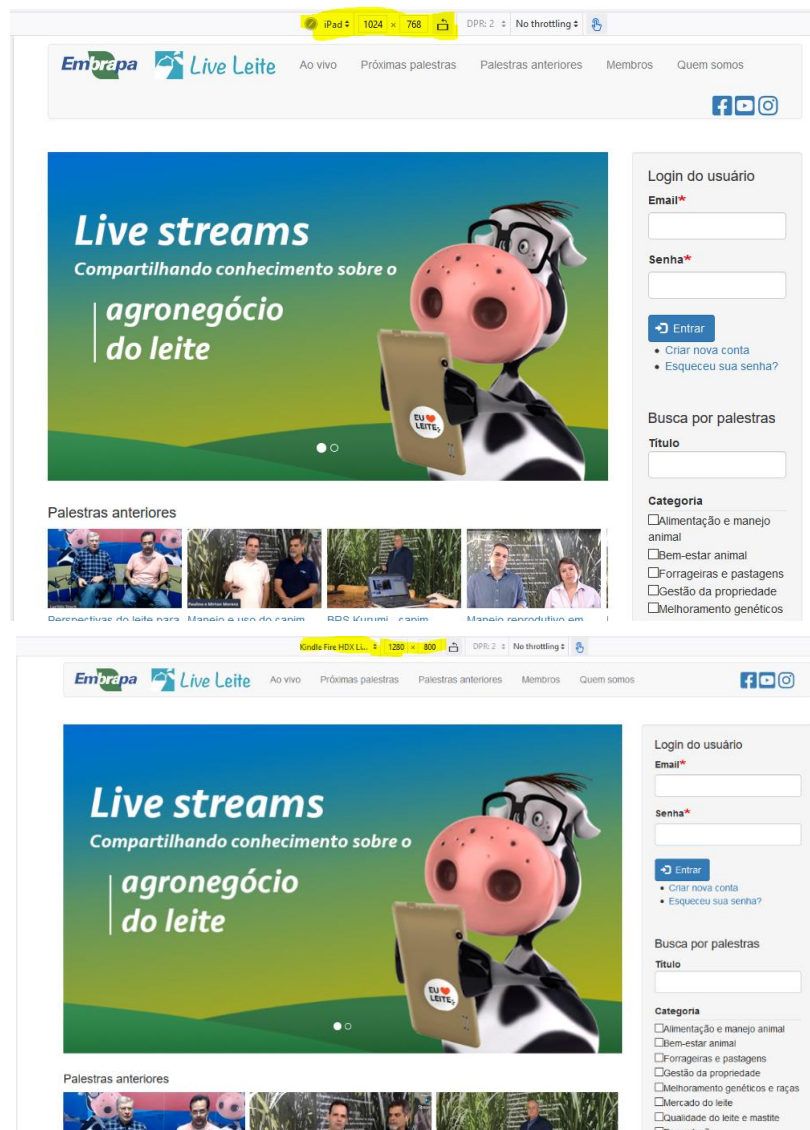 iPad 1024 × 768 DPR: 2 No throttling
Embrapa Live Leite Ao vivo Próximas palestras Palestras anteriores Membros Quem somos
Live streams
Compartilhando conhecimento sobre o
agronegócio
do leite
EU
LEITE
Login do usuário
Email*
Senha*
Entrar
Criar nova conta
Esqueceu sua senha?
Busca por palestras
Título
Categoria
Alimentação e manejo
animal
Bem-estar animal
Forrageiras e pastagens
Gestão da propriedade
Melhoramento genéticos
Palestras anteriores
Perspectivas do leite para Manejo e uso do capim BRS Kurumi - capim Manejo reprodutivo em
Kindle Fire HDX Li... 1280 × 800 DPR: 2 No throttling
Embrapa Live Leite Ao vivo Próximas palestras Palestras anteriores Membros Quem somos
Live streams
Compartilhando conhecimento sobre o
agronegócio
do leite
EU
LEITE
Login do usuário
Email*
Senha*
Entrar
Criar nova conta
Esqueceu sua senha?
Busca por palestras
Título
Categoria
Alimentação e manejo animal
Bem-estar animal
Forrageiras e pastagens
Gestão da propriedade
Melhoramento genéticos e raças
Mercado do leite
Qualidade do leite e mastite
Palestras anteriores